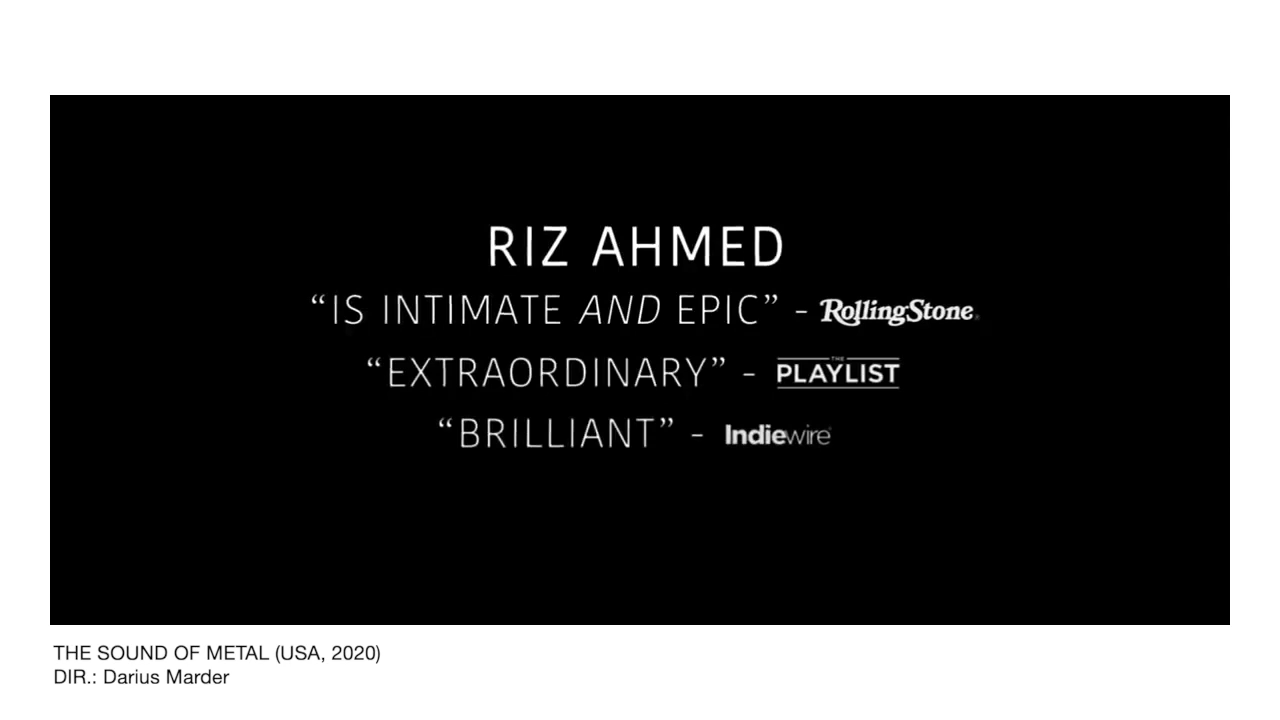 RIZ AHMED
“IS INTIMATE AND EPIC” - RollingStone
“EXTRAORDINARY” - THE PLAYLIST
“BRILLIANT” - Indiewire
THE SOUND OF METAL (USA, 2020)
DIR.: Darius Marder